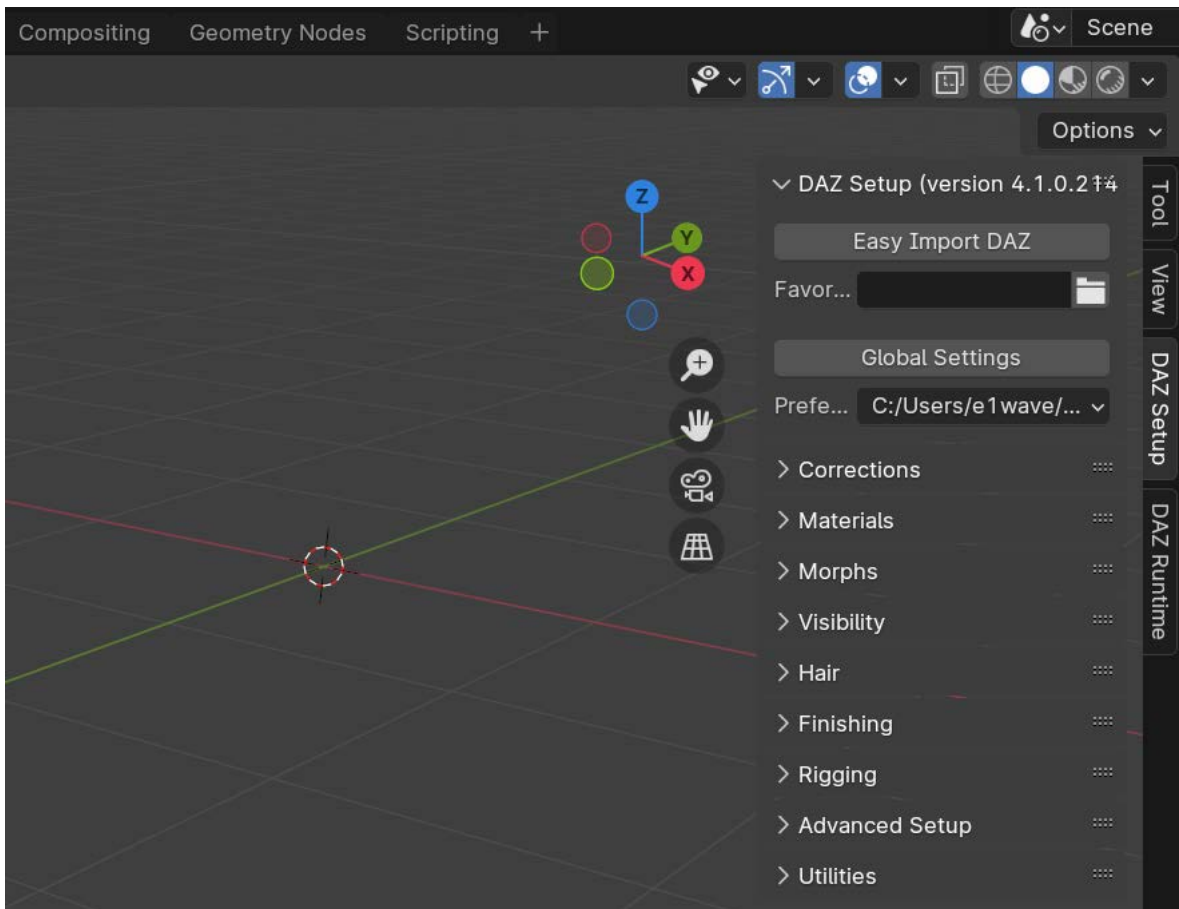 Compositing Geometry Nodes Scripting + Scene
Options
DAZ Setup (version 4.1.0.214
Easy Import DAZ
Favor...
Global Settings
Prefe... C:/Users/e1wave/...
Corrections
Materials
Morphs
Visibility
Hair
Finishing
Rigging
Advanced Setup
Utilities
Tool
View
DAZ Setup
DAZ Runtime
Z
Y
X